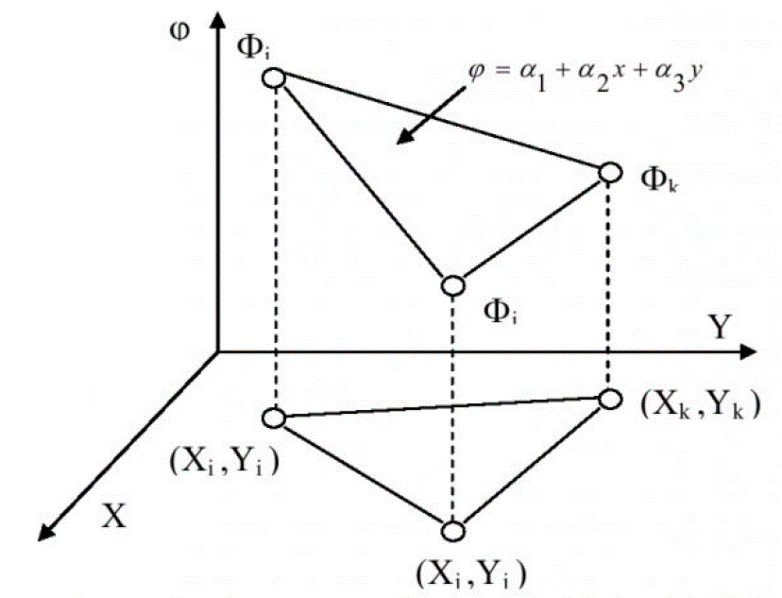 φ
Φi
φ = α1 + α2x + α3y
Φk
Φi
Y
(Xk,Yk)
(Xi,Yi)
X
(Xi,Yi)